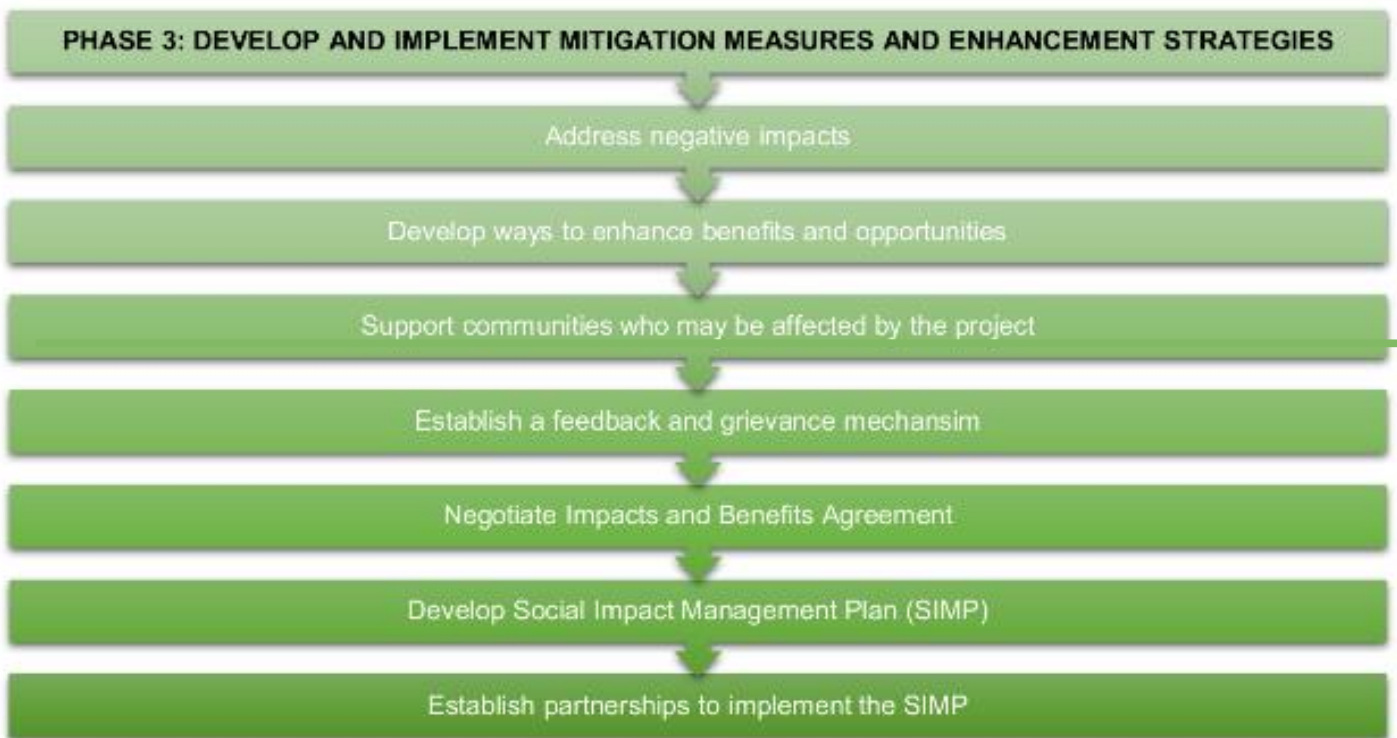 PHASE 3: DEVELOP AND IMPLEMENT MITIGATION MEASURES AND ENHANCEMENT STRATEGIES
Address negative impacts
Develop ways to enhance benefits and opportunities
Support communities who may be affected by the project
Establish a feedback and grievance mechansim
Negotiate Impacts and Benefits Agreement
Develop Social Impact Management Plan (SIMP)
Establish partnerships to implement the SIMP